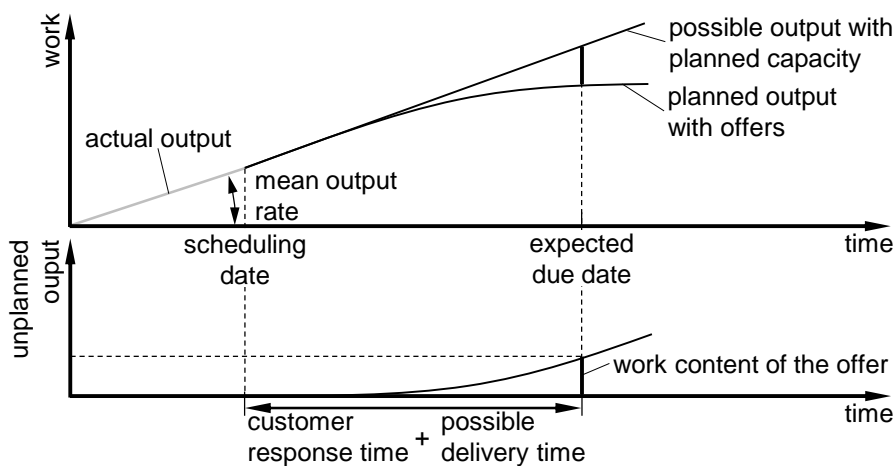 work
possible output with
planned capacity
planned output
with offers
actual output
mean output
rate
scheduling
date
expected
due date
time
unplanned
ouput
work content of the offer
time
customer
response time
+
possible
delivery time